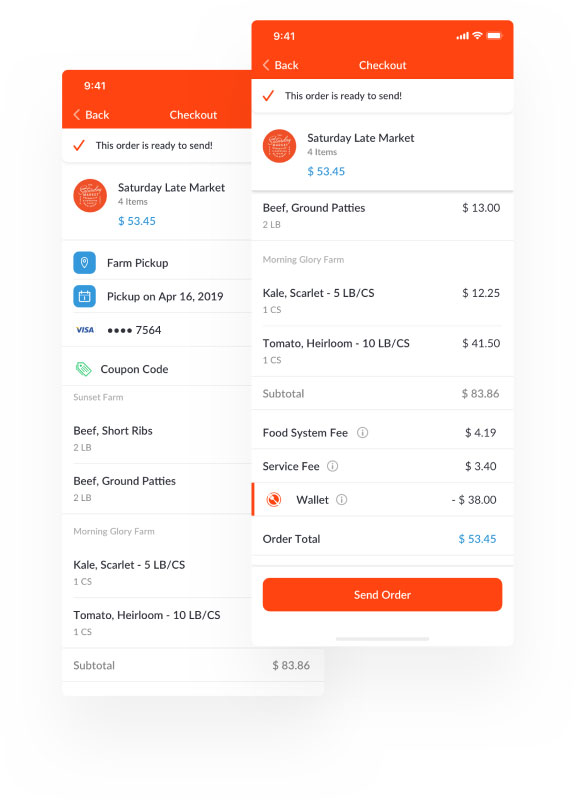 9:41
Back
Checkout
This order is ready to send!
Saturday Late Market
4 Items
$ 53.45
Farm Pickup
Pickup on Apr 16, 2019
VISA ●●●● 7564
Coupon Code
Sunset Farm
Beef, Short Ribs
2 LB
Beef, Ground Patties
2 LB
Morning Glory Farm
Kale, Scarlet - 5 LB/CS
1 CS
Tomato, Heirloom - 10 LB/CS
1 CS
Subtotal $ 83.86
9:41
Back
Checkout
This order is ready to send!
Saturday Late Market
4 Items
$ 53.45
Beef, Ground Patties $ 13.00
2 LB
Morning Glory Farm
Kale, Scarlet - 5 LB/CS $ 12.25
1 CS
Tomato, Heirloom - 10 LB/CS $ 41.50
1 CS
Subtotal $ 83.86
Food System Fee $ 4.19
Service Fee $ 3.40
Wallet - $ 38.00
Order Total $ 53.45
Send Order